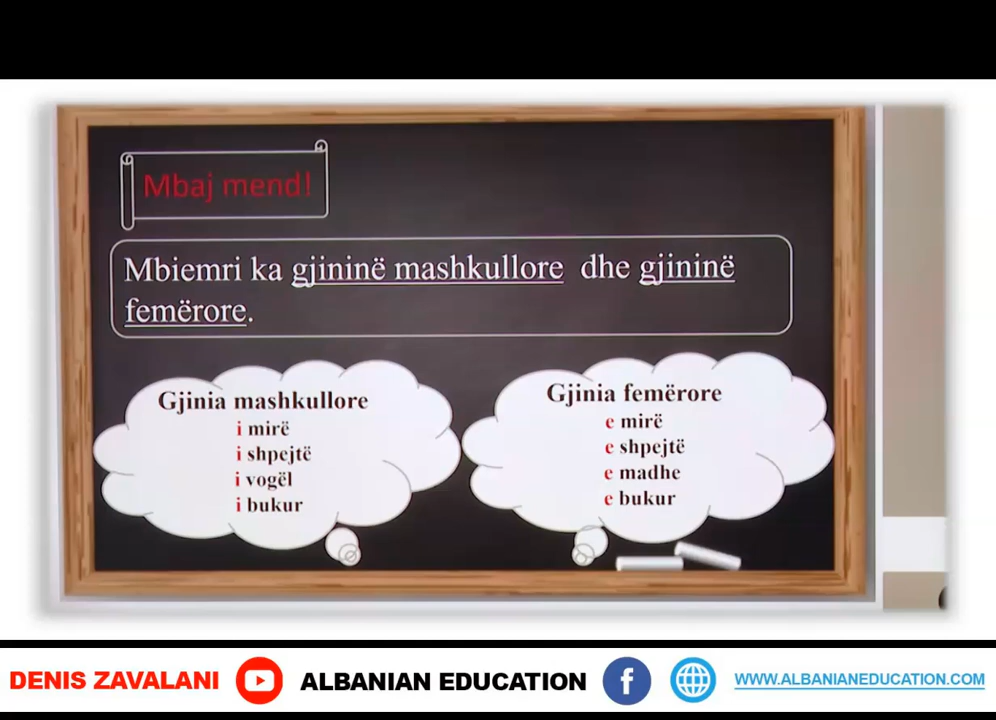 Mbaj mend!
Mbiemri ka gjininë mashkullore dhe gjininë
femërore.
Gjinia mashkullore
i mirë
i shpejtë
i vogël
i bukur
Gjinia femërore
e mirë
e shpejtë
e madhe
e bukur
DENIS ZAVALANI
ALBANIAN EDUCATION
f
WWW.ALBANIANEDUCATION.COM